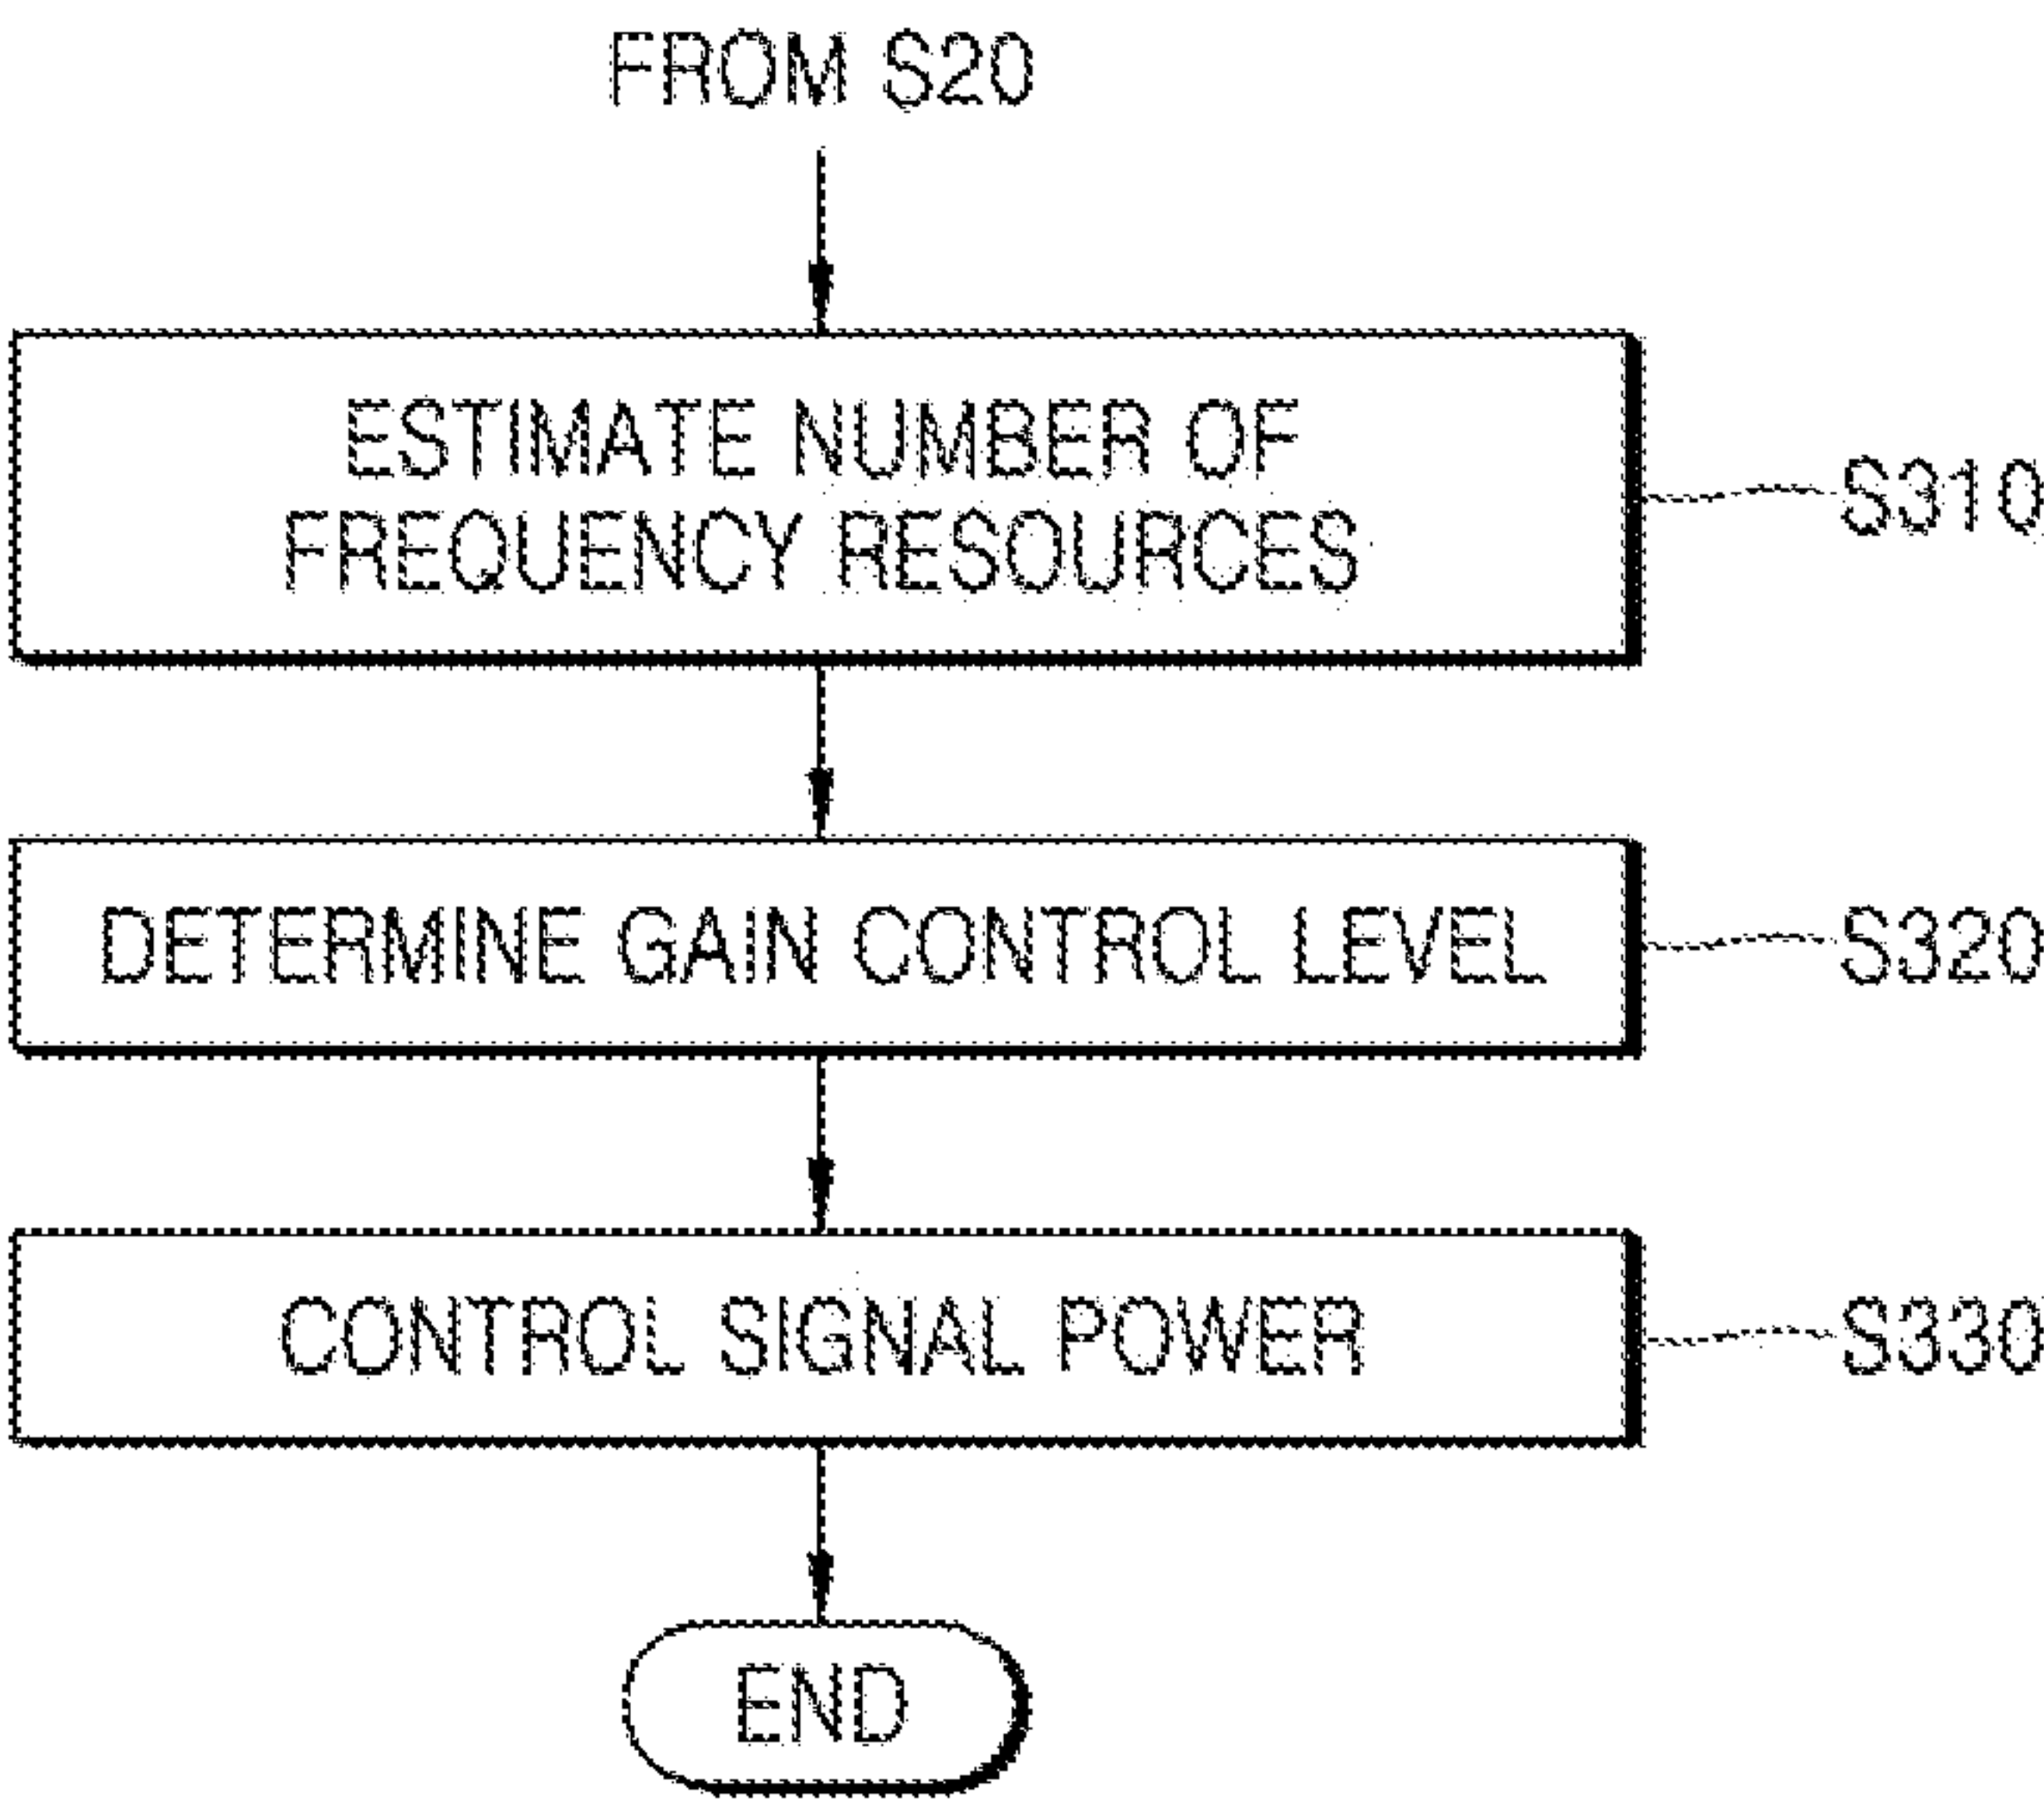 FROM S20
ESTIMATE NUMBER OF
FREQUENCY RESOURCES
S310
DETERMINE GAIN CONTROL LEVEL
S320
CONTROL SIGNAL POWER
S330
END